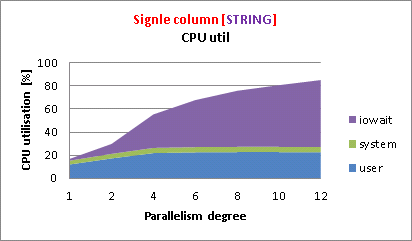 Signle column [STRING]
CPU util
CPU utilisation [%]
100
80
60
40
20
0
1 2 4 6 8 10 12
Parallelism degree
iowait
system
user